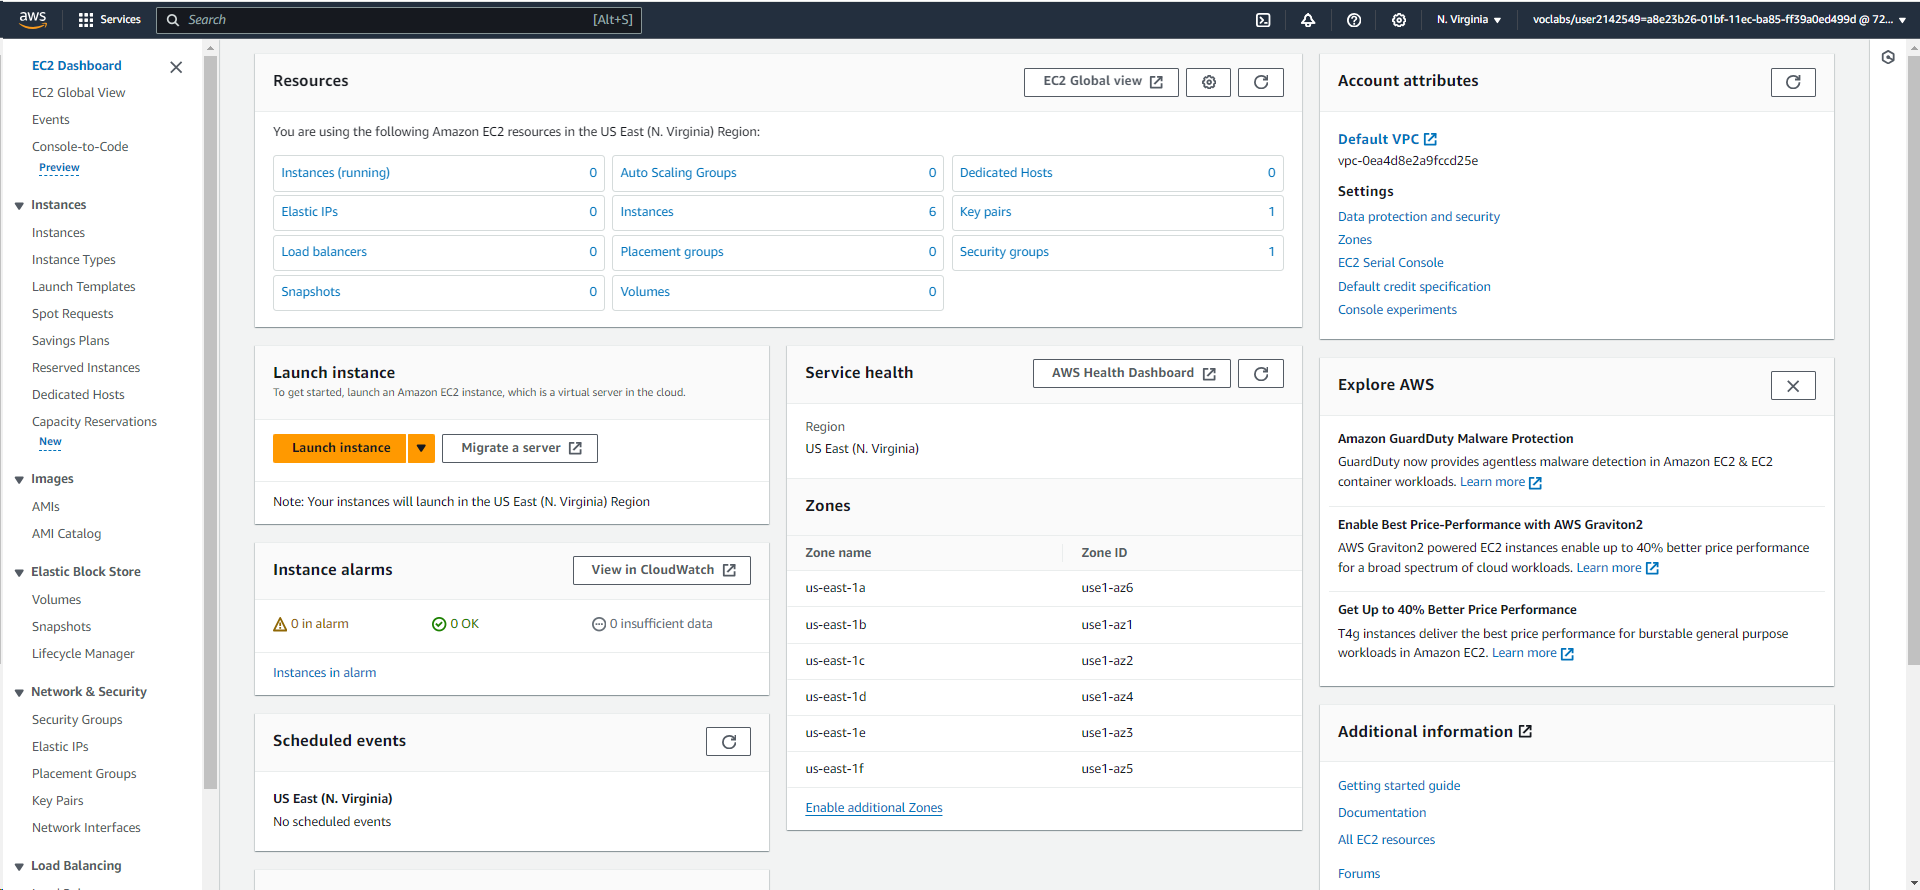 aws
Services
Search
[Alt+S]
N. Virginia
voclabs/user2142549=a8e23b26-01bf-11ec-ba85-ff39a0ed499d @ 72...
EC2 Dashboard
EC2 Global View
Events
Console-to-Code
Preview
Instances
Instances
Instance Types
Launch Templates
Spot Requests
Savings Plans
Reserved Instances
Dedicated Hosts
Capacity Reservations
New
Images
AMIs
AMI Catalog
Elastic Block Store
Volumes
Snapshots
Lifecycle Manager
Network & Security
Security Groups
Elastic IPs
Placement Groups
Key Pairs
Network Interfaces
Load Balancing
Resources
EC2 Global view
You are using the following Amazon EC2 resources in the US East (N. Virginia) Region:
Instances (running) 0
Auto Scaling Groups 0
Dedicated Hosts 0
Elastic IPs 0
Instances 6
Key pairs 1
Load balancers 0
Placement groups 0
Security groups 1
Snapshots 0
Volumes 0
Launch instance
To get started, launch an Amazon EC2 instance, which is a virtual server in the cloud.
Launch instance
Migrate a server
Note: Your instances will launch in the US East (N. Virginia) Region
Instance alarms
View in CloudWatch
0 in alarm
0 OK
0 insufficient data
Instances in alarm
Scheduled events
US East (N. Virginia)
No scheduled events
Service health
AWS Health Dashboard
Region
US East (N. Virginia)
Zones
Zone name Zone ID
us-east-1a use1-az6
us-east-1b use1-az1
us-east-1c use1-az2
us-east-1d use1-az4
us-east-1e use1-az3
us-east-1f use1-az5
Enable additional Zones
Account attributes
Default VPC
vpc-0ea4d8e2a9fccd25e
Settings
Data protection and security
Zones
EC2 Serial Console
Default credit specification
Console experiments
Explore AWS
Amazon GuardDuty Malware Protection
GuardDuty now provides agentless malware detection in Amazon EC2 & EC2
container workloads. Learn more
Enable Best Price-Performance with AWS Graviton2
AWS Graviton2 powered EC2 instances enable up to 40% better price performance
for a broad spectrum of cloud workloads. Learn more
Get Up to 40% Better Price Performance
T4g instances deliver the best price performance for burstable general purpose
workloads in Amazon EC2. Learn more
Additional information
Getting started guide
Documentation
All EC2 resources
Forums